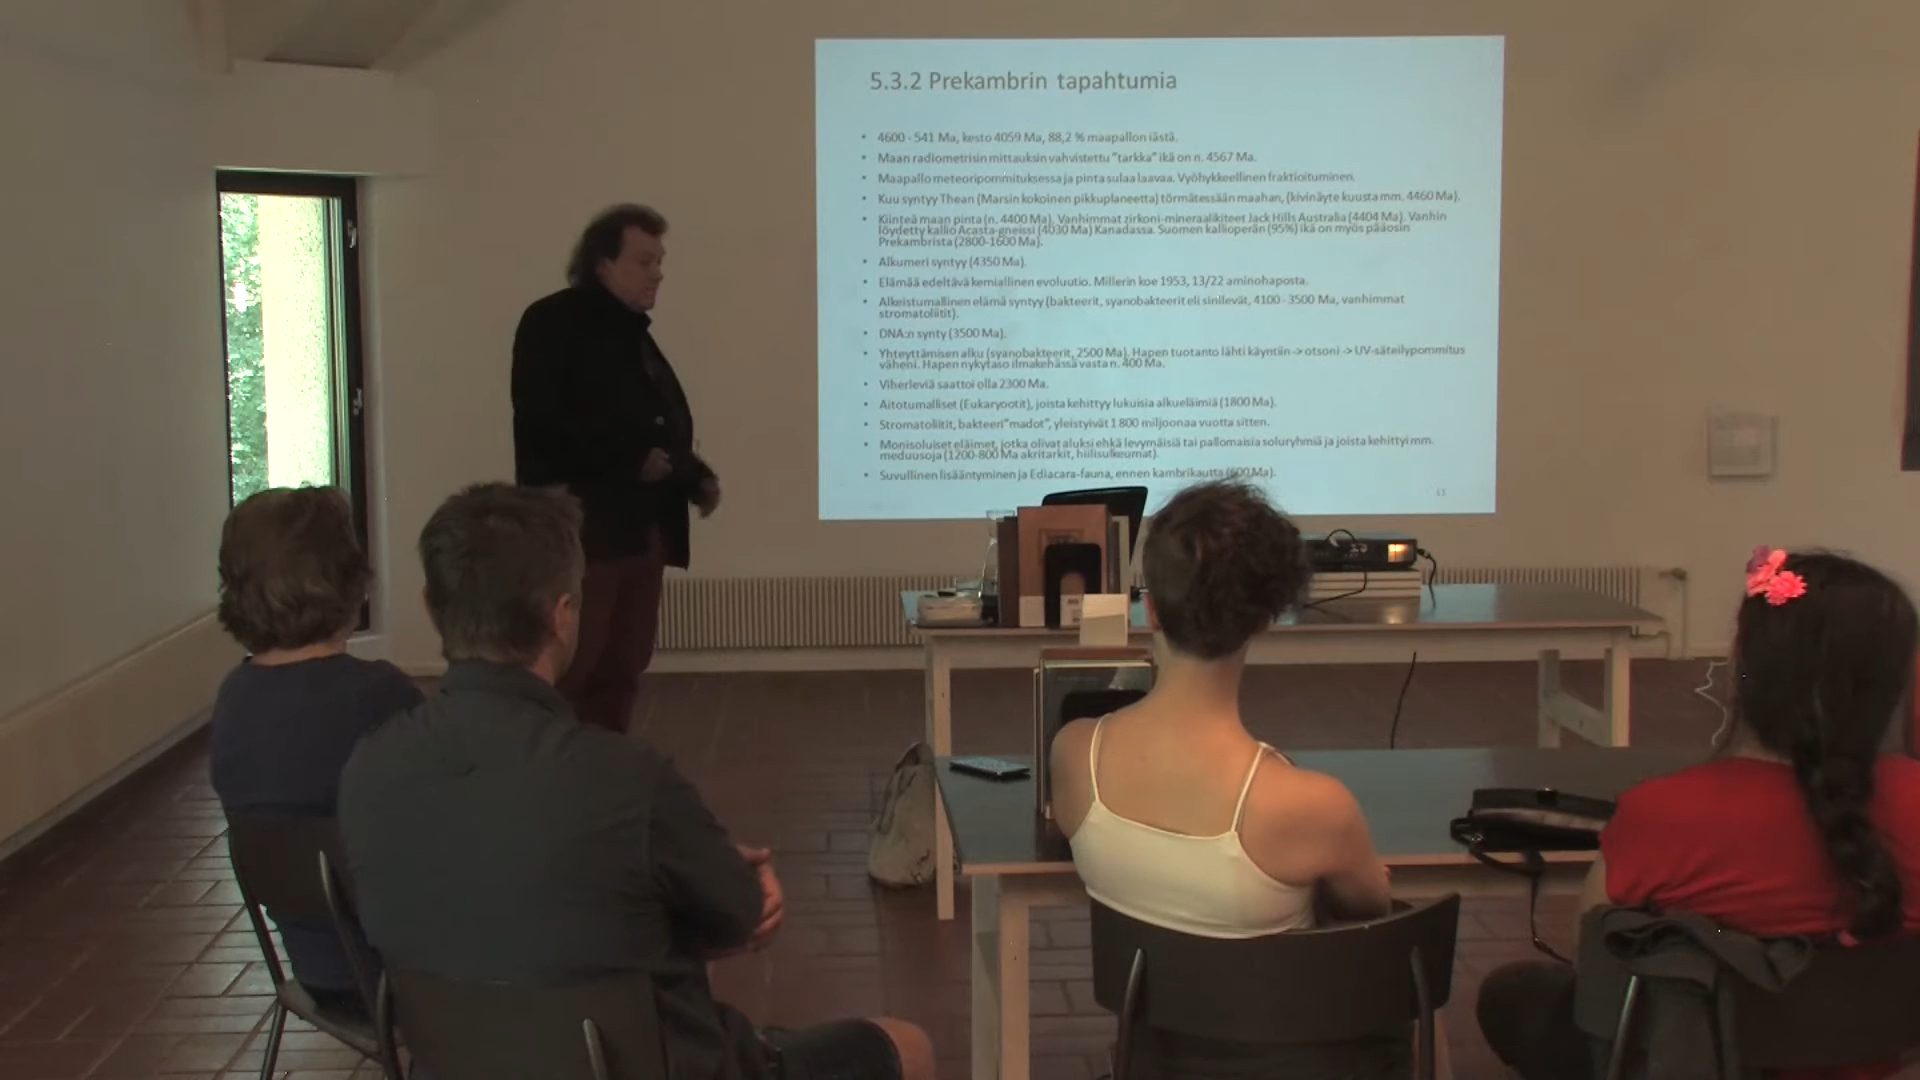 5.3.2 Prekambrin tapahtumia
• 4600 - 541 Ma, kesto 4059 Ma, 88,2 % maapallon iästä.
• Maan radiometrisin mittauksin vahvistettu "tarkka" ikä on n. 4567 Ma.
• Maapallo meteoripommituksessa ja pinta sulaa laavaa. Vyöhykkeellinen fraktioituminen.
• Kuu syntyy Thean (Marsin kokoinen pikkuplaneetta) törmätessään maahan, (kivinäyte kuusta mm. 4460 Ma).
• Kiinteä maan pinta (n. 4400 Ma). Vanhimmat zirkoni-mineraalikiteet Jack Hills Australia (4404 Ma). Vanhin
löydetty kallio Acasta-gneissi (4030 Ma) Kanadassa. Suomen kallioperän (95%) ikä on myös pääosin
Prekambrista (2800-1600 Ma).
• Alkumeri syntyy (4350 Ma).
• Elämää edeltävä kemiallinen evoluutio. Millerin koe 1953, 13/22 aminohaposta.
• Alkeistumallinen elämä syntyy (bakteerit, syanobakteerit eli sinilevät, 4100 - 3500 Ma, vanhimmat
stromatoliitit).
• DNA:n synty (3500 Ma).
• Yhteyttämisen alku (syanobakteerit, 2500 Ma). Hapen tuotanto lähti käyntiin -> otsoni -> UV-säteilypommitus
väheni. Hapen nykytaso ilmakehässä vasta n. 400 Ma.
• Viherleviä saattoi olla 2300 Ma.
• Aitotumalliset (Eukaryootit), joista kehittyy lukuisia alkueläimiä (1800 Ma).
• Stromatoliitit, bakteeri"madot", yleistyivät 1 800 miljoonaa vuotta sitten.
• Monisoluiset eläimet, jotka olivat aluksi ehkä levymäisiä tai pallomaisia soluryhmiä ja joista kehittyi mm.
meduusoja (1200-800 Ma akritarkit, hiilisulkeumat).
• Suvullinen lisääntyminen ja Ediacara-fauna, ennen kambrikautta (600 Ma).